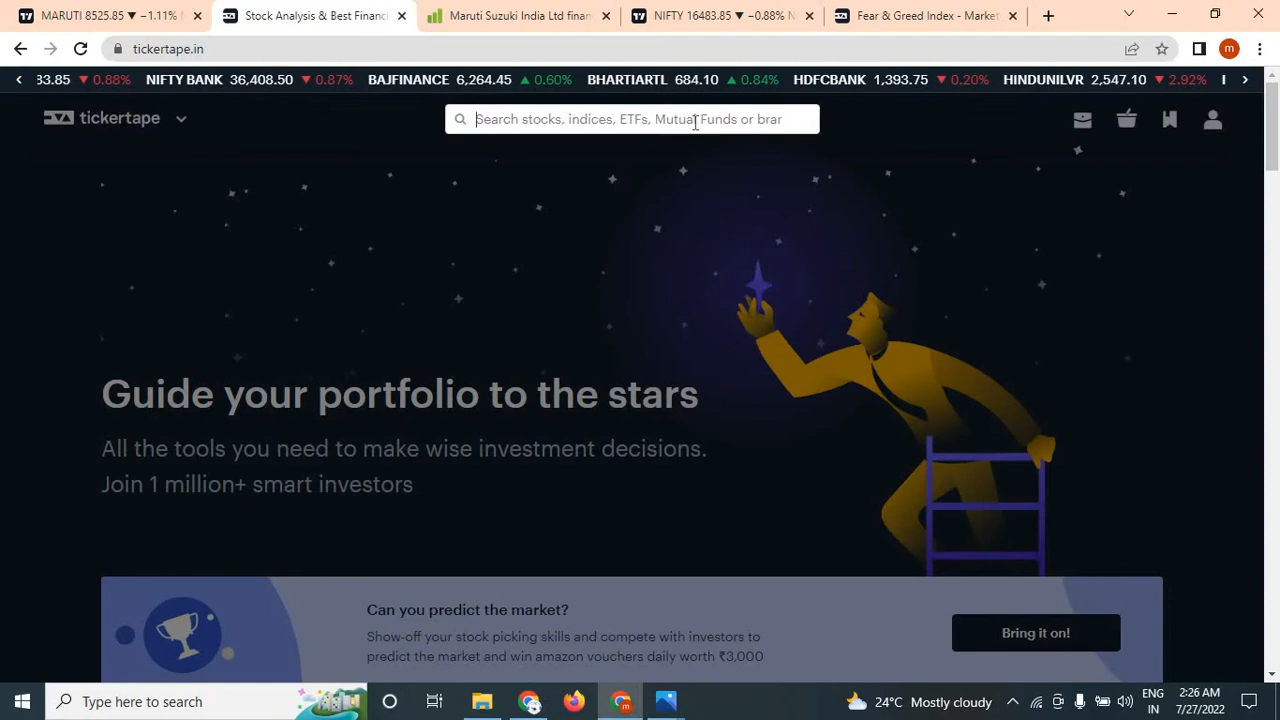 MARUTI 8525.85 ▼ −1.11%
Stock Analysis & Best Financi
Maruti Suzuki India Ltd finan
NIFTY 16483.85 ▼ −0.88% N
Fear & Greed Index - Market
tickertape.in
33.85 ▼ 0.88% NIFTY BANK 36,408.50 ▼ 0.87% BAJFINANCE 6,264.45 ▲ 0.60% BHARTIARTL 684.10 ▲ 0.84% HDFCBANK 1,393.75 ▼ 0.20% HINDUNILVR 2,547.10 ▼ 2.92%
tickertape
Search stocks, indices, ETFs, Mutual Funds or brar
Guide your portfolio to the stars
All the tools you need to make wise investment decisions.
Join 1 million+ smart investors
Can you predict the market?
Show-off your stock picking skills and compete with investors to
predict the market and win amazon vouchers daily worth ₹3,000
Bring it on!
Type here to search
24°C Mostly cloudy
ENG
IN
2:26 AM
7/27/2022